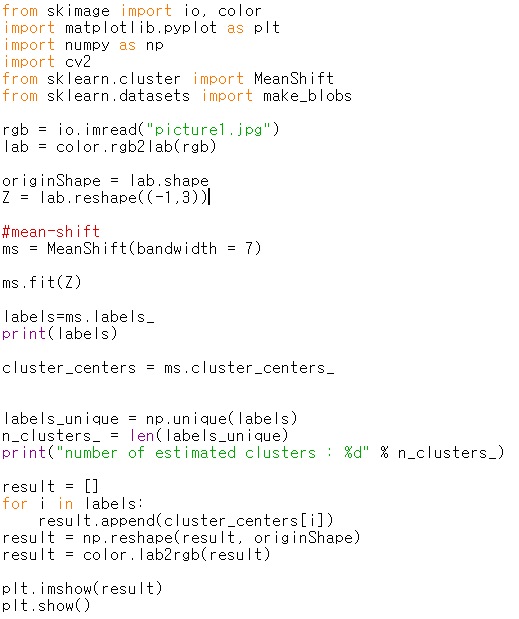 from skimage import io, color
import matplotlib.pyplot as plt
import numpy as np
import cv2
from sklearn.cluster import MeanShift
from sklearn.datasets import make_blobs
rgb = io.imread("picture1.jpg")
lab = color.rgb2lab(rgb)
originShape = lab.shape
Z = lab.reshape((-1,3))
#mean-shift
ms = MeanShift(bandwidth = 7)
ms.fit(Z)
labels=ms.labels_
print(labels)
cluster_centers = ms.cluster_centers_
labels_unique = np.unique(labels)
n_clusters_ = len(labels_unique)
print("number of estimated clusters : %d" % n_clusters_)
result = []
for i in labels:
    result.append(cluster_centers[i])
result = np.reshape(result, originShape)
result = color.lab2rgb(result)
plt.imshow(result)
plt.show()